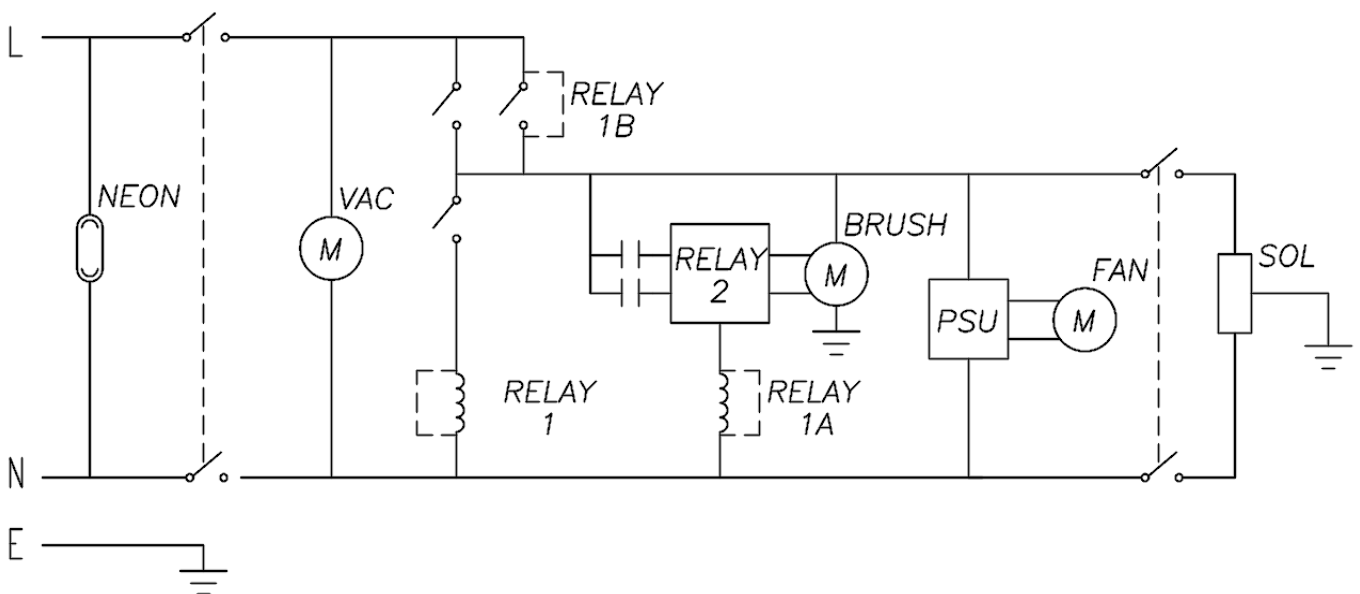 L
NEON
VAC
M
RELAY
1B
RELAY
2
BRUSH
M
PSU
FAN
M
SOL
RELAY
1
RELAY
1A
N
E